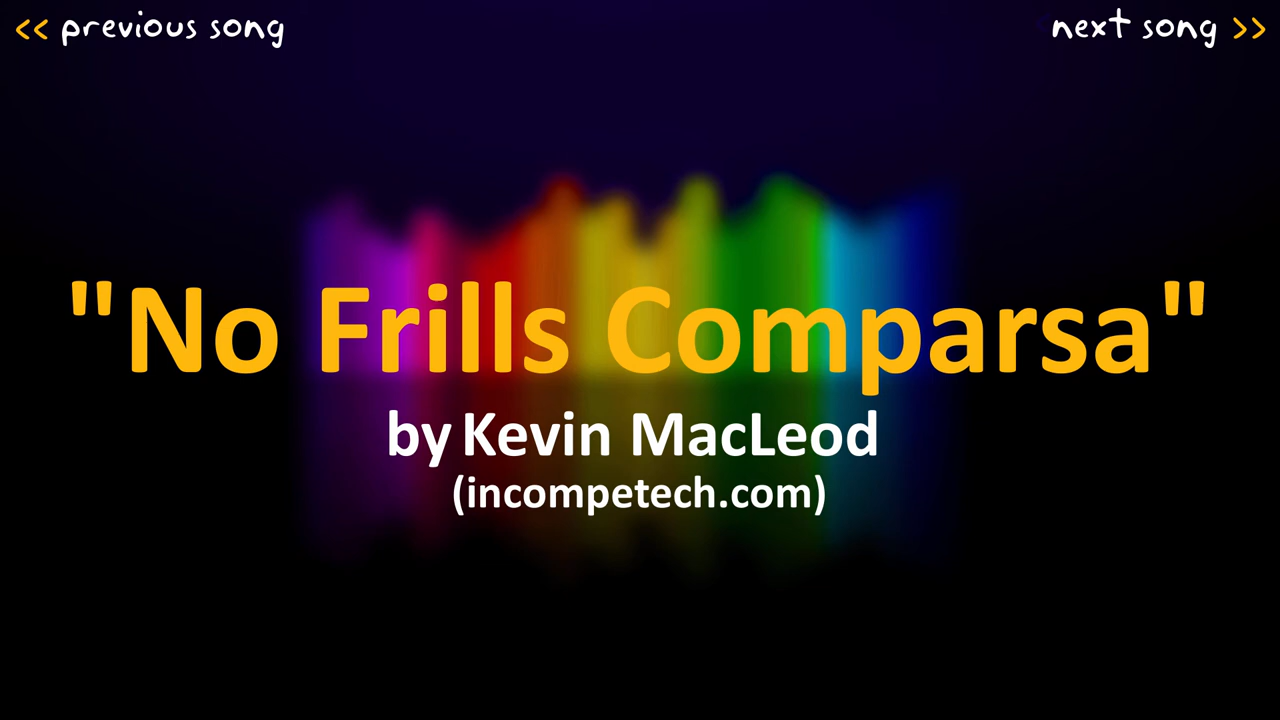 << previous song
next song >>
"No Frills Comparsa"
by Kevin MacLeod
(incompetech.com)